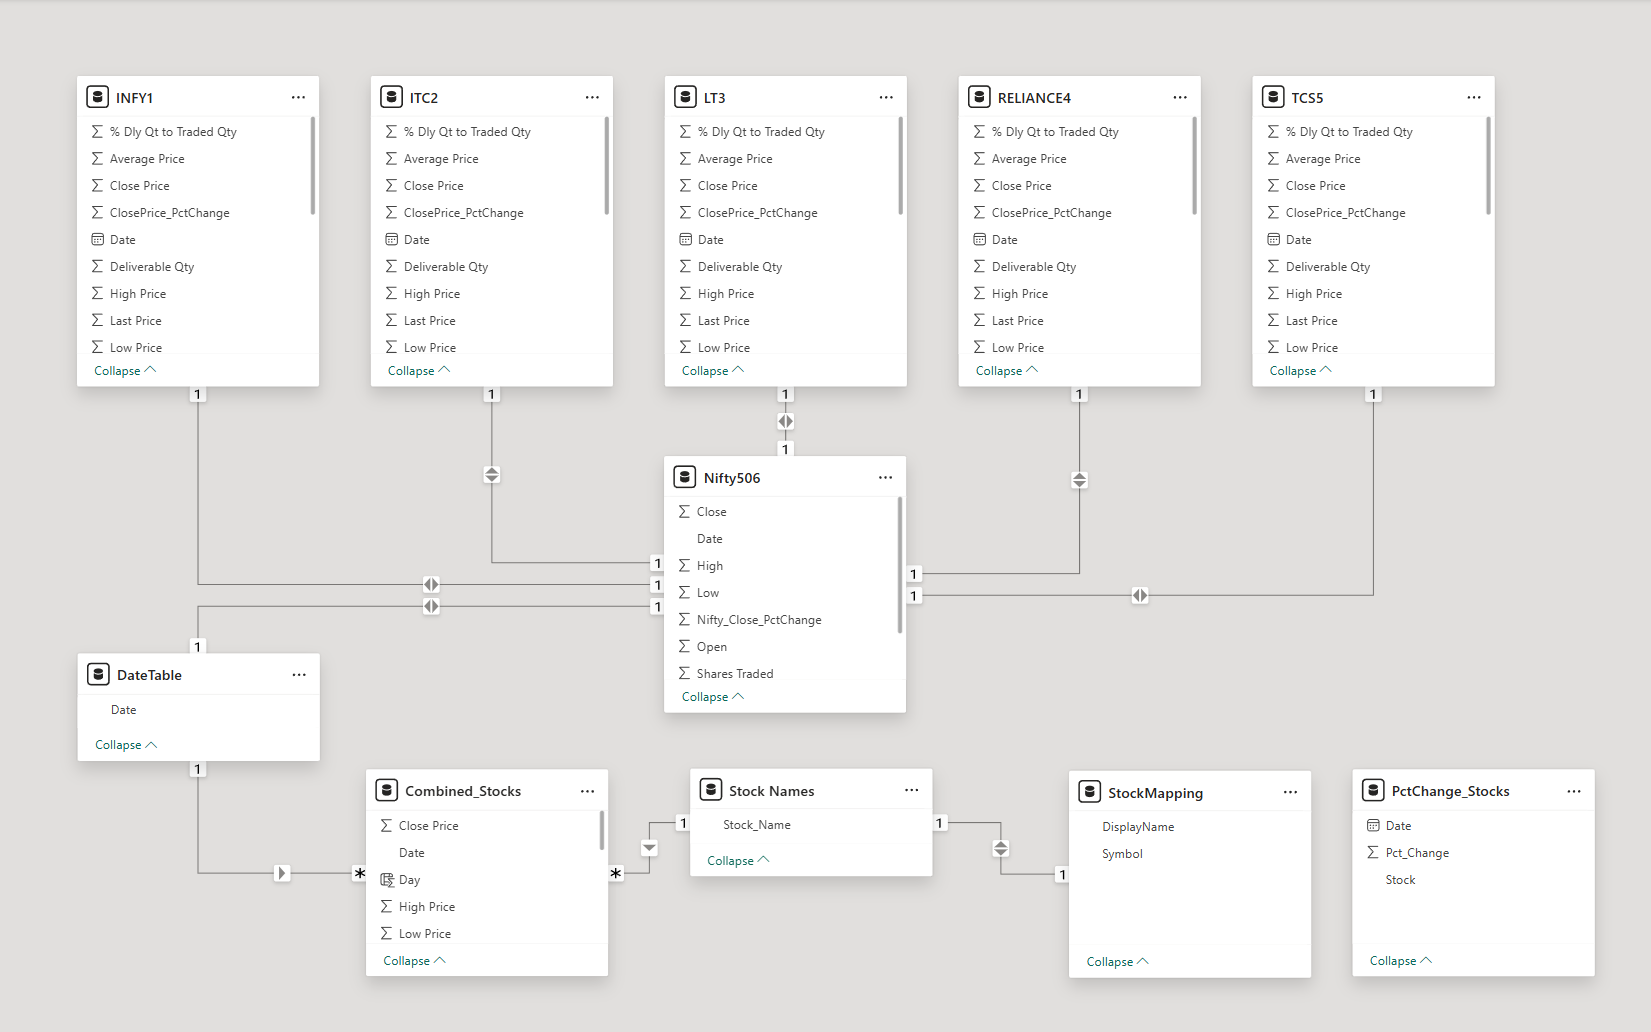 INFY1
% Dly Qt to Traded Qty
Average Price
Close Price
ClosePrice_PctChange
Date
Deliverable Qty
High Price
Last Price
Low Price
Collapse
1
ITC2
% Dly Qt to Traded Qty
Average Price
Close Price
ClosePrice_PctChange
Date
Deliverable Qty
High Price
Last Price
Low Price
Collapse
1
LT3
% Dly Qt to Traded Qty
Average Price
Close Price
ClosePrice_PctChange
Date
Deliverable Qty
High Price
Last Price
Low Price
Collapse
1
RELIANCE4
% Dly Qt to Traded Qty
Average Price
Close Price
ClosePrice_PctChange
Date
Deliverable Qty
High Price
Last Price
Low Price
Collapse
1
TCS5
% Dly Qt to Traded Qty
Average Price
Close Price
ClosePrice_PctChange
Date
Deliverable Qty
High Price
Last Price
Low Price
Collapse
1
1
Nifty506
Close
Date
High
Low
Nifty_Close_PctChange
Open
Shares Traded
Collapse
1
1
1
1
1
1
DateTable
Date
Collapse
1
*
Combined_Stocks
Close Price
Date
Day
High Price
Low Price
Collapse
*
1
Stock Names
Stock_Name
Collapse
1
1
StockMapping
DisplayName
Symbol
Collapse
PctChange_Stocks
Date
Pct_Change
Stock
Collapse